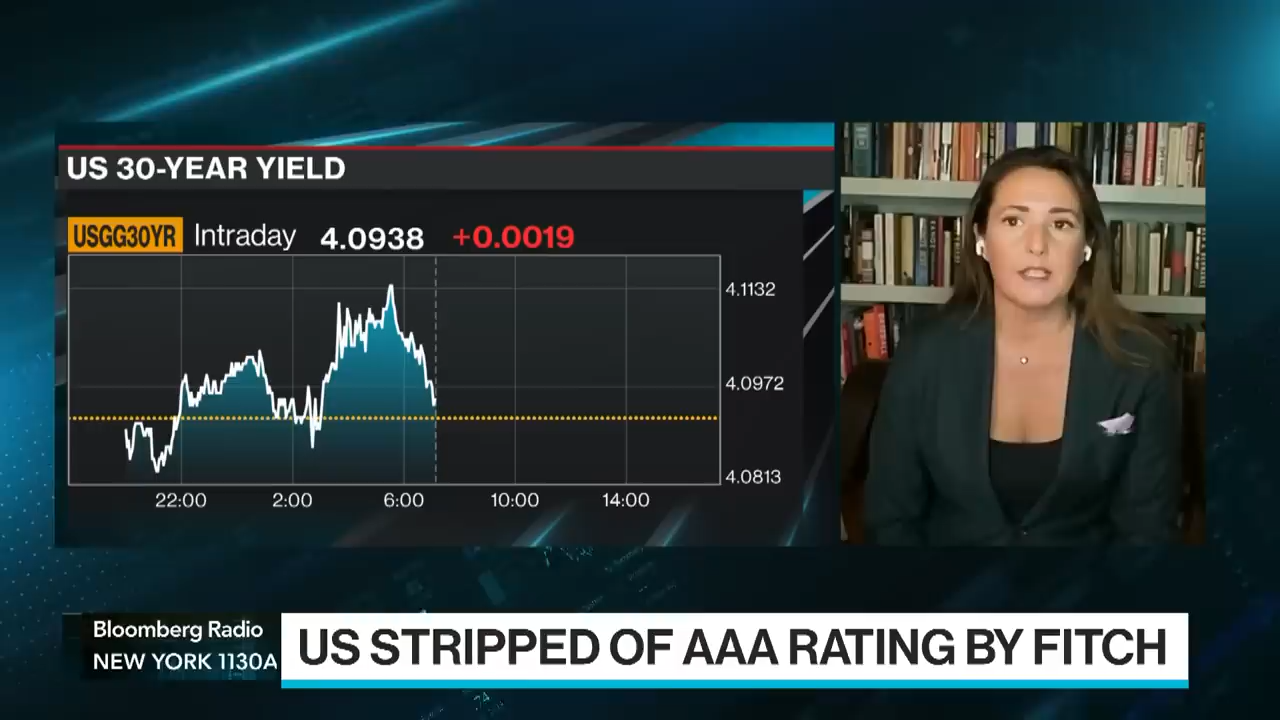 US 30-YEAR YIELD
USGG30YR Intraday 4.0938 +0.0019
4.1132
4.0972
4.0813
22:00 2:00 6:00 10:00 14:00
Bloomberg Radio
NEW YORK 1130A
US STRIPPED OF AAA RATING BY FITCH